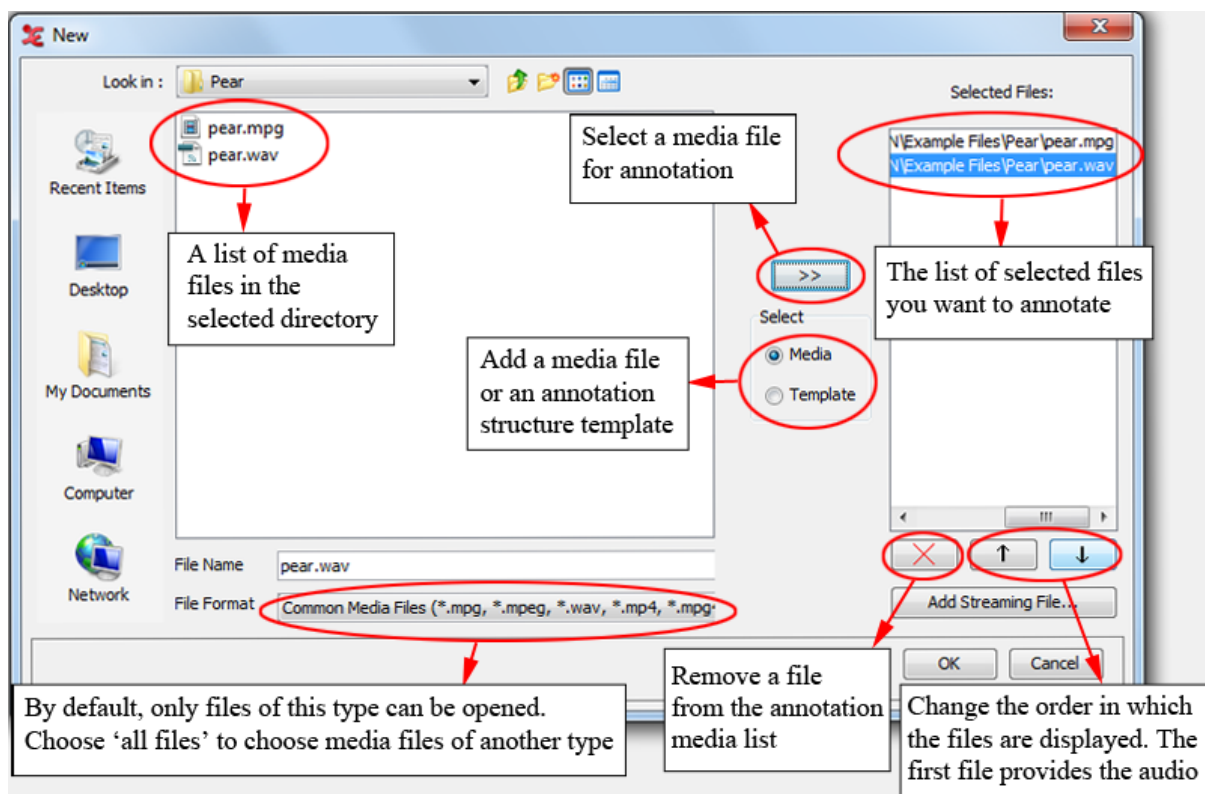 New
Look in :
Pear
Selected Files:
pear.mpg
pear.wav
Select a media file
for annotation
\Example Files\Pear\pear.mpg
\Example Files\Pear\pear.wav
Recent Items
A list of media
files in the
selected directory
>>
The list of selected files
you want to annotate
Desktop
Select
Media
Template
Add a media file
or an annotation
structure template
My Documents
Computer
Network
File Name
pear.wav
File Format
Common Media Files (*.mpg, *.mpeg, *.wav, *.mp4, *.mpg
Add Streaming File...
OK
Cancel
By default, only files of this type can be opened.
Choose ‘all files’ to choose media files of another type
Remove a file
from the annotation
media list
Change the order in which
the files are displayed. The
first file provides the audio